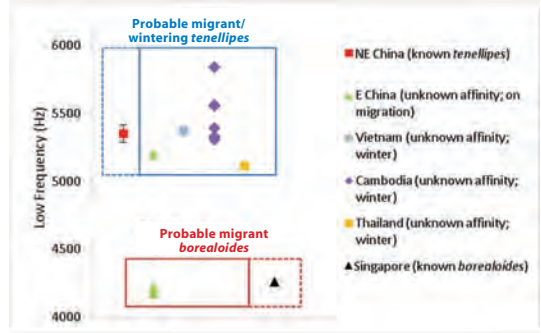 Probable migrant/
wintering tenellipes
6000
5500
5000
4500
4000
Low Frequency (Hz)
Probable migrant
borealoides
NE China (known tenellipes)
E China (unknown affinity; on
migration)
Vietnam (unknown affinity;
winter)
Cambodia (unknown affinity;
winter)
Thailand (unknown affinity;
winter)
Singapore (known borealoides)